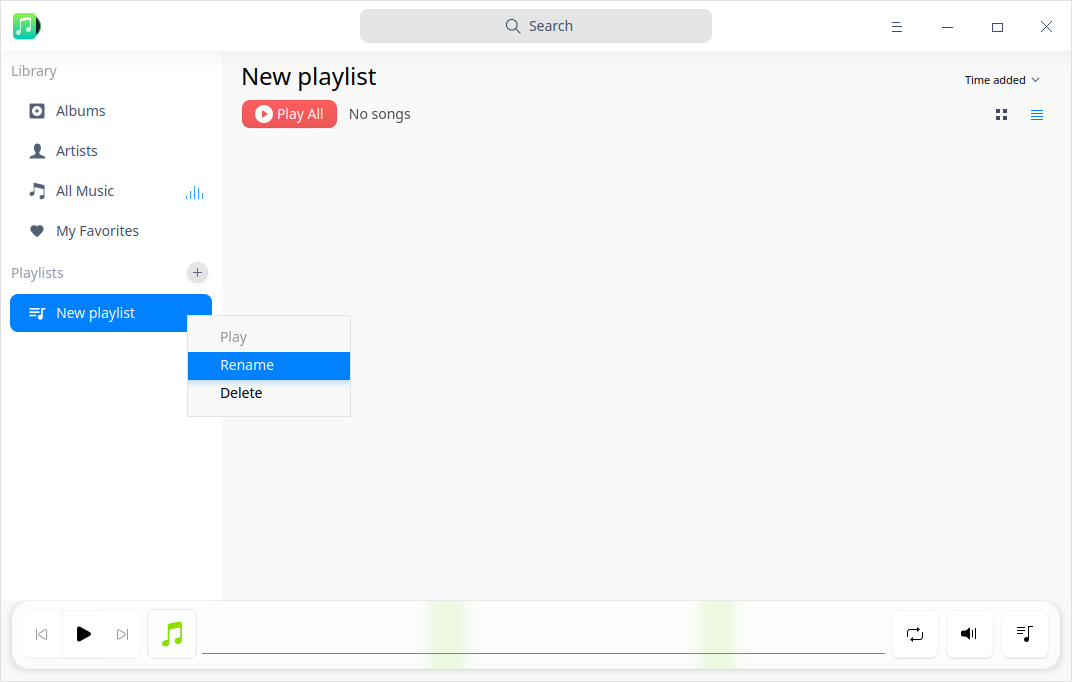 Search
Library
Albums
Artists
All Music
My Favorites
Playlists
New playlist
New playlist
Time added
Play All
No songs
Play
Rename
Delete